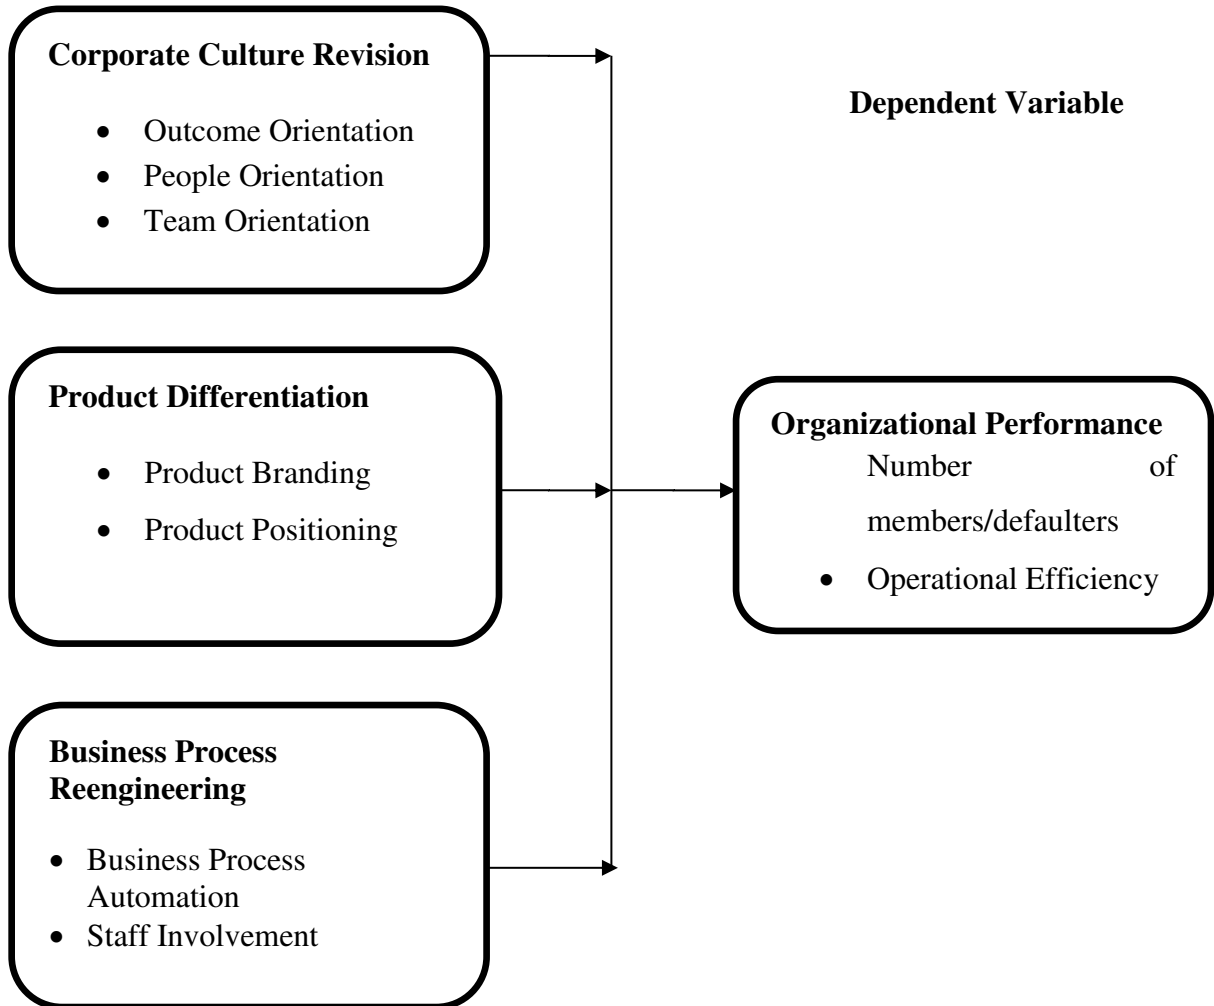 Corporate Culture Revision
• Outcome Orientation
• People Orientation
• Team Orientation
Dependent Variable
Product Differentiation
• Product Branding
• Product Positioning
Organizational Performance
Number of
members/defaulters
• Operational Efficiency
Business Process
Reengineering
• Business Process
Automation
• Staff Involvement